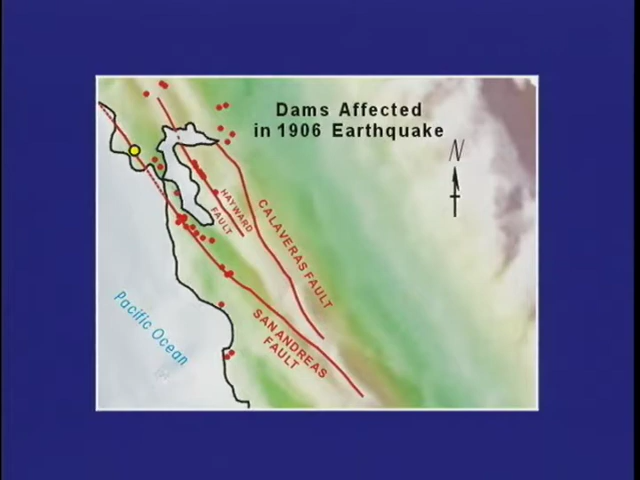 Dams Affected
in 1906 Earthquake
N
HAYWARD
FAULT
CALAVERAS FAULT
Pacific Ocean
SAN ANDREAS
FAULT